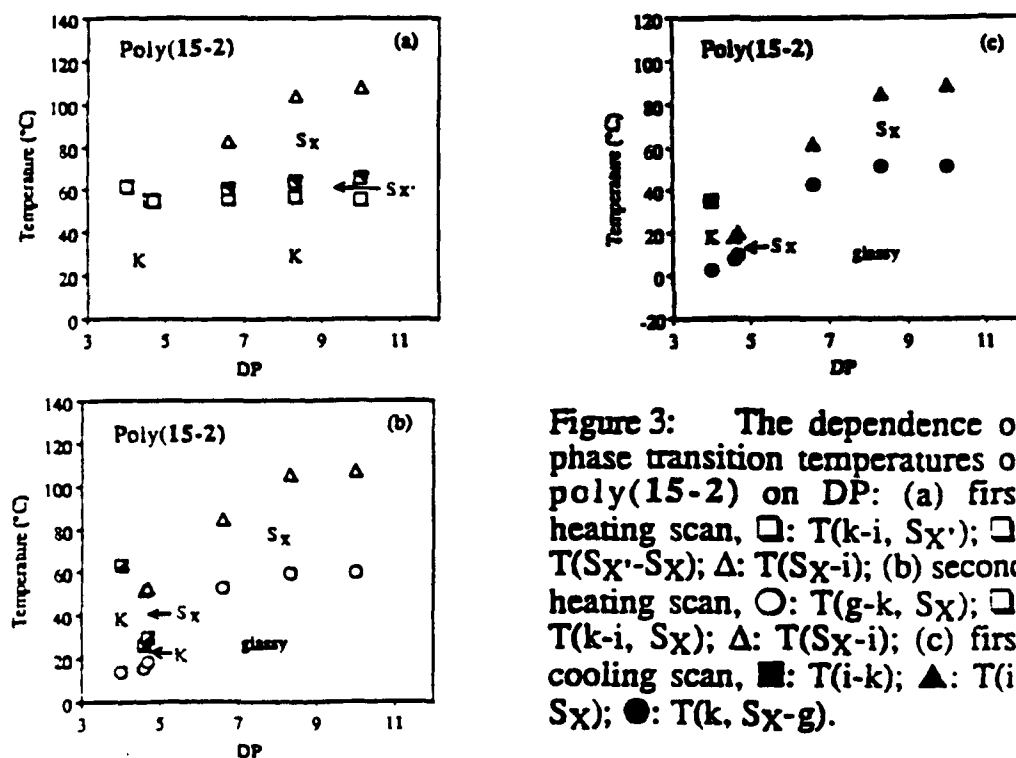 140
120
100
80
60
40
20
0
Temperature (°C)
Poly(15-2)
(a)
Sx
Sx'
K
K
3
5
7
9
11
DP
120
100
80
60
40
20
0
-20
Temperature (°C)
Poly(15-2)
(c)
Sx
K
Sx
glassy
3
5
7
9
11
DP
140
120
100
80
60
40
20
0
Temperature (°C)
Poly(15-2)
(b)
Sx
K
Sx
K
glassy
3
5
7
9
11
DP
Figure 3: The dependence o
phase transition temperatures o
poly(15-2) on DP: (a) firs
heating scan, □: T(k-i, SX'); □
T(SX'-SX); Δ: T(SX-i); (b) second
heating scan, ○: T(g-k, SX); □
T(k-i, SX); Δ: T(SX-i); (c) firs
cooling scan, ■: T(i-k); ▲: T(i
SX); ●: T(k, SX-g).